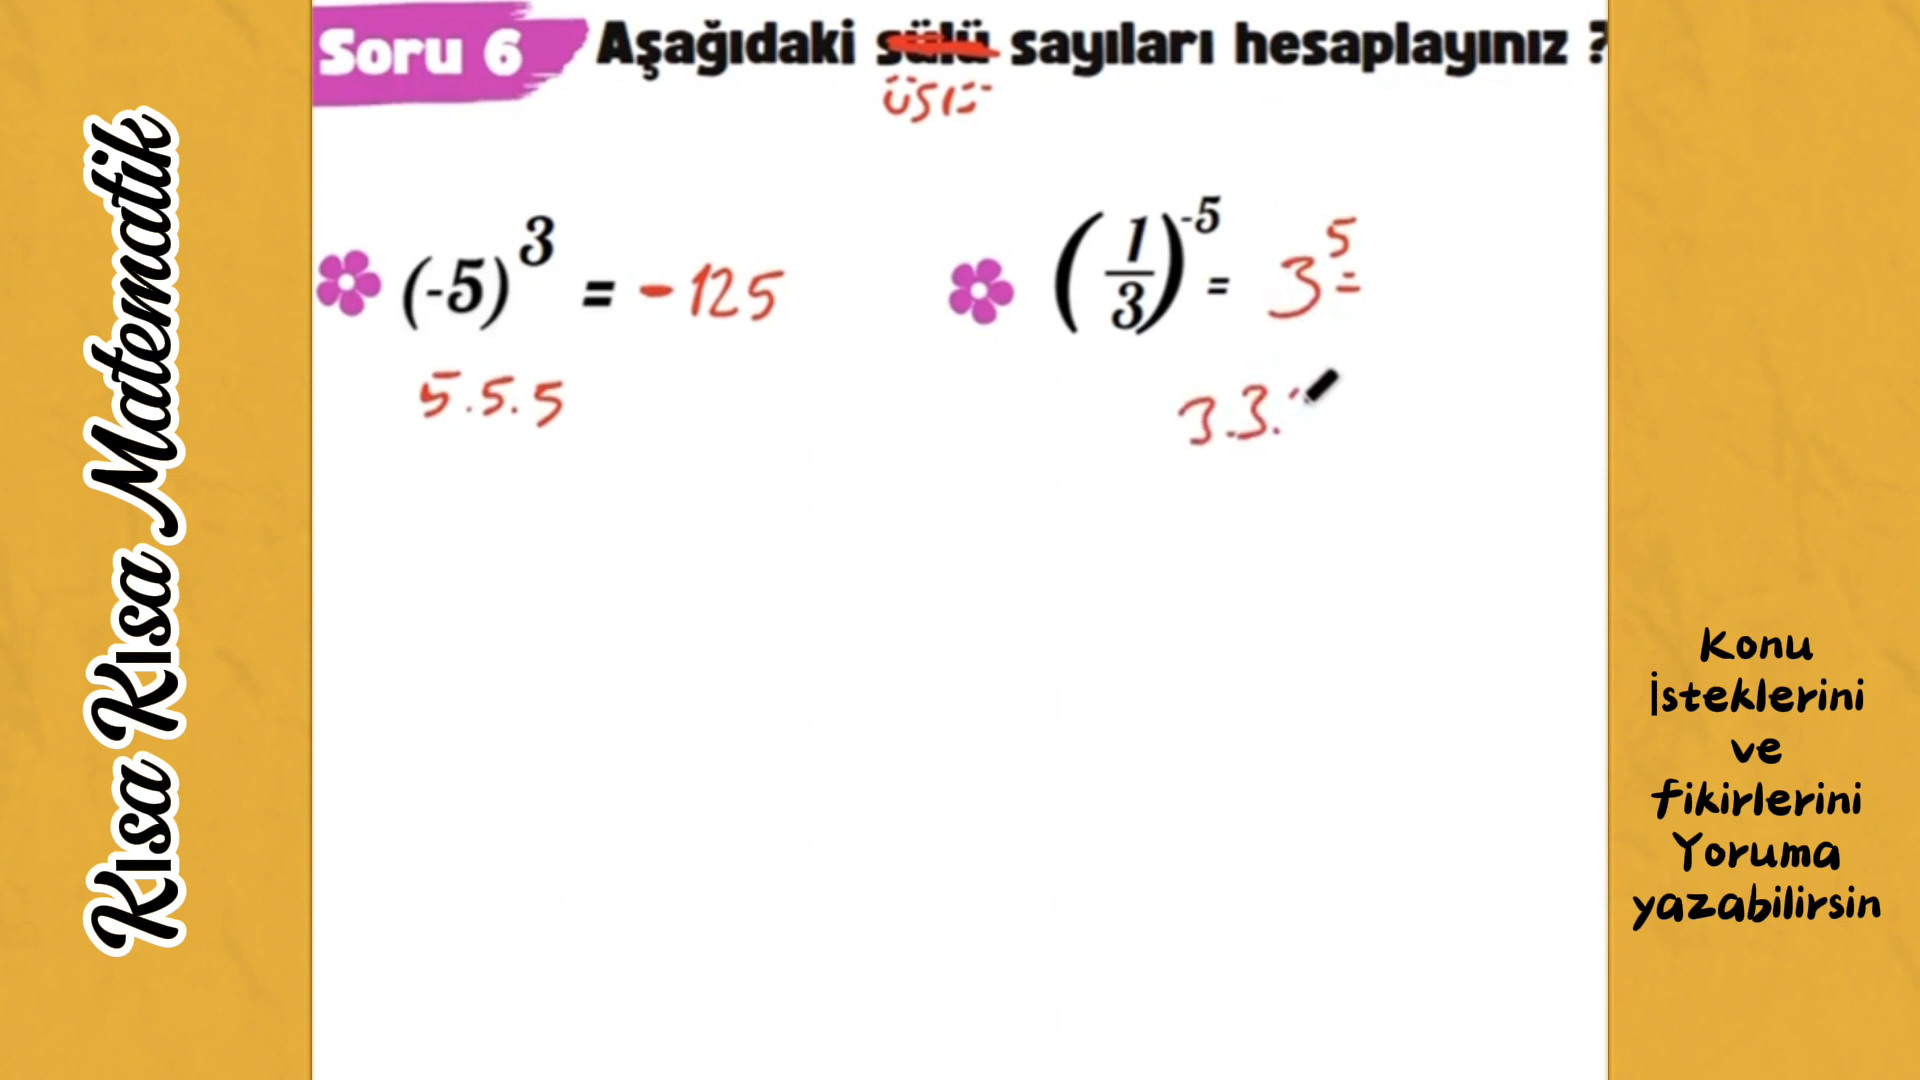 Kısa Kısa Matematik
Soru 6
Aşağıdaki sülü sayıları hesaplayınız ?
üslü
(-5)^3 = -125
5.5.5
(1/3)^-5 = 3^5 =
3.3.
Konu
İsteklerini
ve
fikirlerini
Yoruma
yazabilirsin